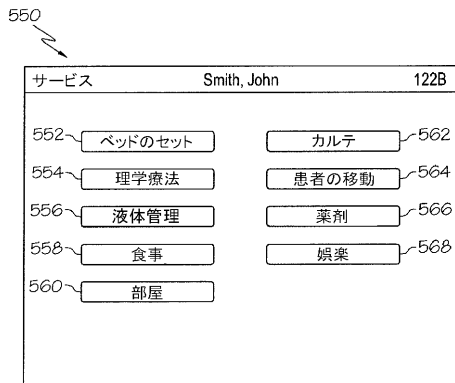 550
サービス Smith, John 122B
552 ベッドのセット カルテ 562
554 理学療法 患者の移動 564
556 液体管理 薬剤 566
558 食事 娯楽 568
560 部屋